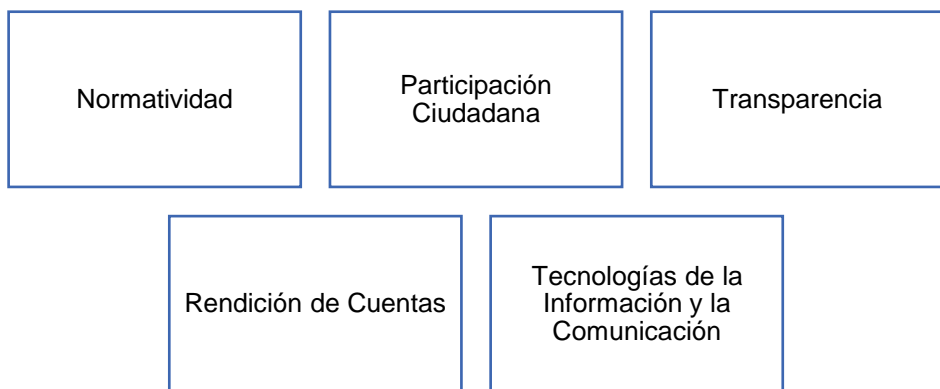 Normatividad
Participación
Ciudadana
Transparencia
Rendición de Cuentas
Tecnologías de la
Información y la
Comunicación